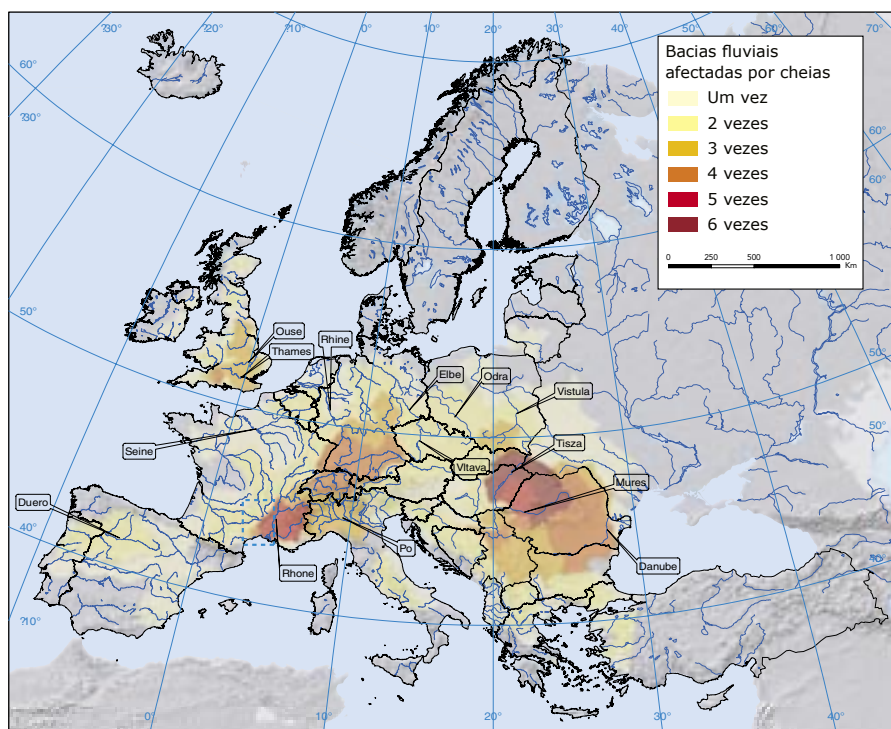 ?30°
?20°
?10°
0°
10°
20°
30°
40°
50°
60°
70°
60°
?30°
50°
40°
?10°
0°
10°
20°
30°
40°
60°
60°
50°
50°
Bacias fluviais
afectadas por cheias
Um vez
2 vezes
3 vezes
4 vezes
5 vezes
6 vezes
0 250 500 1 000
Km
Ouse
Thames
Rhine
Elbe
Odra
Vistula
Seine
Tisza
Vltava
Mures
Duero
Po
Danube
Rhone